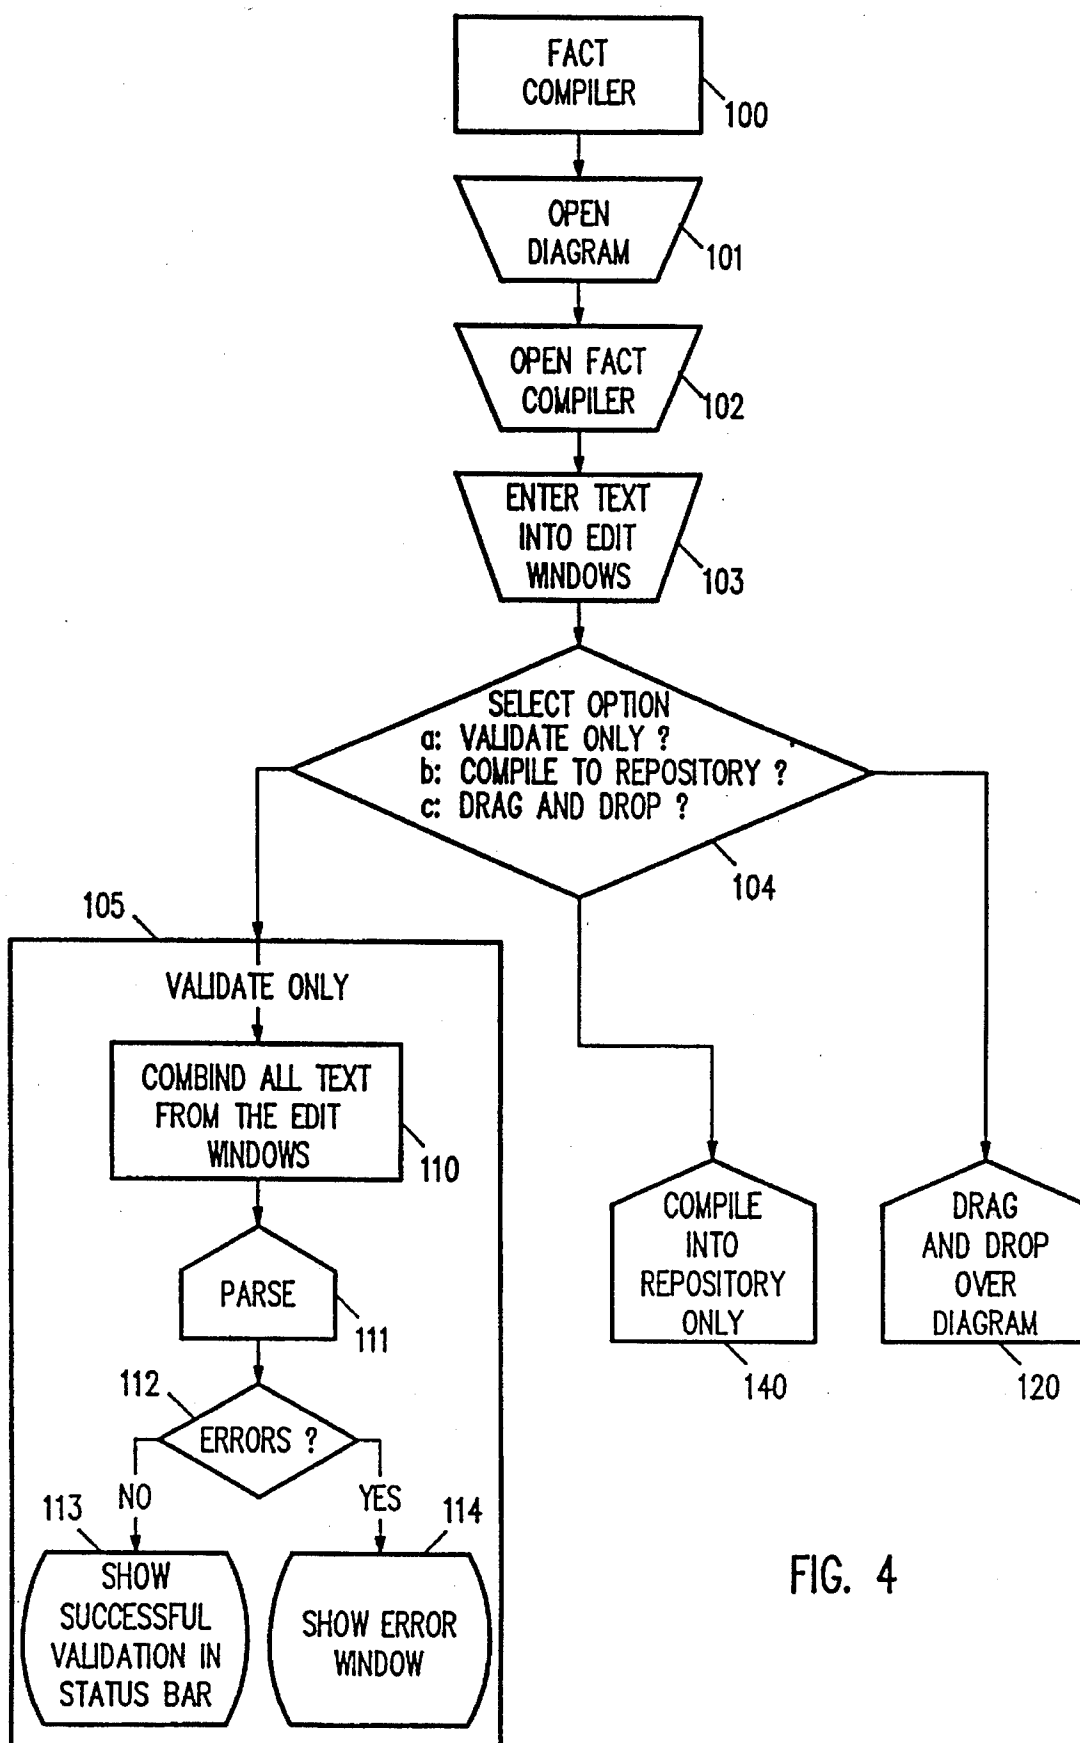 FACT
COMPILER
100
OPEN
DIAGRAM
101
OPEN FACT
COMPILER
102
ENTER TEXT
INTO EDIT
WINDOWS
103
SELECT OPTION
a: VALIDATE ONLY ?
b: COMPILE TO REPOSITORY ?
c: DRAG AND DROP ?
104
105
VALIDATE ONLY
COMBIND ALL TEXT
FROM THE EDIT
WINDOWS
110
PARSE
111
112
ERRORS ?
NO
YES
113
SHOW
SUCCESSFUL
VALIDATION IN
STATUS BAR
114
SHOW ERROR
WINDOW
COMPILE
INTO
REPOSITORY
ONLY
140
DRAG
AND DROP
OVER
DIAGRAM
120
FIG. 4